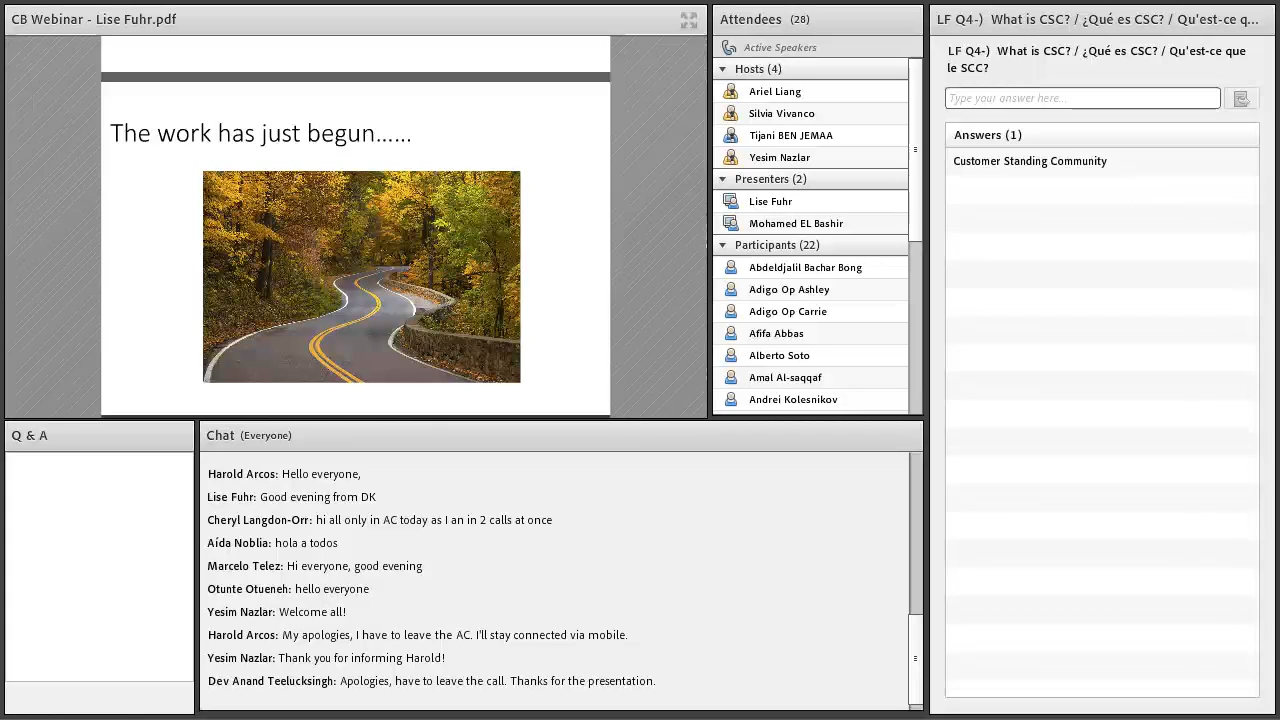 CB Webinar - Lise Fuhr.pdf
The work has just begun......
Attendees (28)
Active Speakers
Hosts (4)
Ariel Liang
Silvia Vivanco
Tijani BEN JEMAA
Yesim Nazlar
Presenters (2)
Lise Fuhr
Mohamed EL Bashir
Participants (22)
Abdeldjalil Bachar Bong
Adigo Op Ashley
Adigo Op Carrie
Afifa Abbas
Alberto Soto
Amal Al-saqqaf
Andrei Kolesnikov
LF Q4-) What is CSC? / ¿Qué es CSC? / Qu'est-ce q...
LF Q4-) What is CSC? / ¿Qué es CSC? / Qu'est-ce que
le SCC?
Type your answer here...
Answers (1)
Customer Standing Community
Q & A
Chat (Everyone)
Harold Arcos: Hello everyone,
Lise Fuhr: Good evening from DK
Cheryl Langdon-Orr: hi all only in AC today as I an in 2 calls at once
Aída Noblia: hola a todos
Marcelo Telez: Hi everyone, good evening
Otunte Otueneh: hello everyone
Yesim Nazlar: Welcome all!
Harold Arcos: My apologies, I have to leave the AC. I'll stay connected via mobile.
Yesim Nazlar: Thank you for informing Harold!
Dev Anand Teelucksingh: Apologies, have to leave the call. Thanks for the presentation.